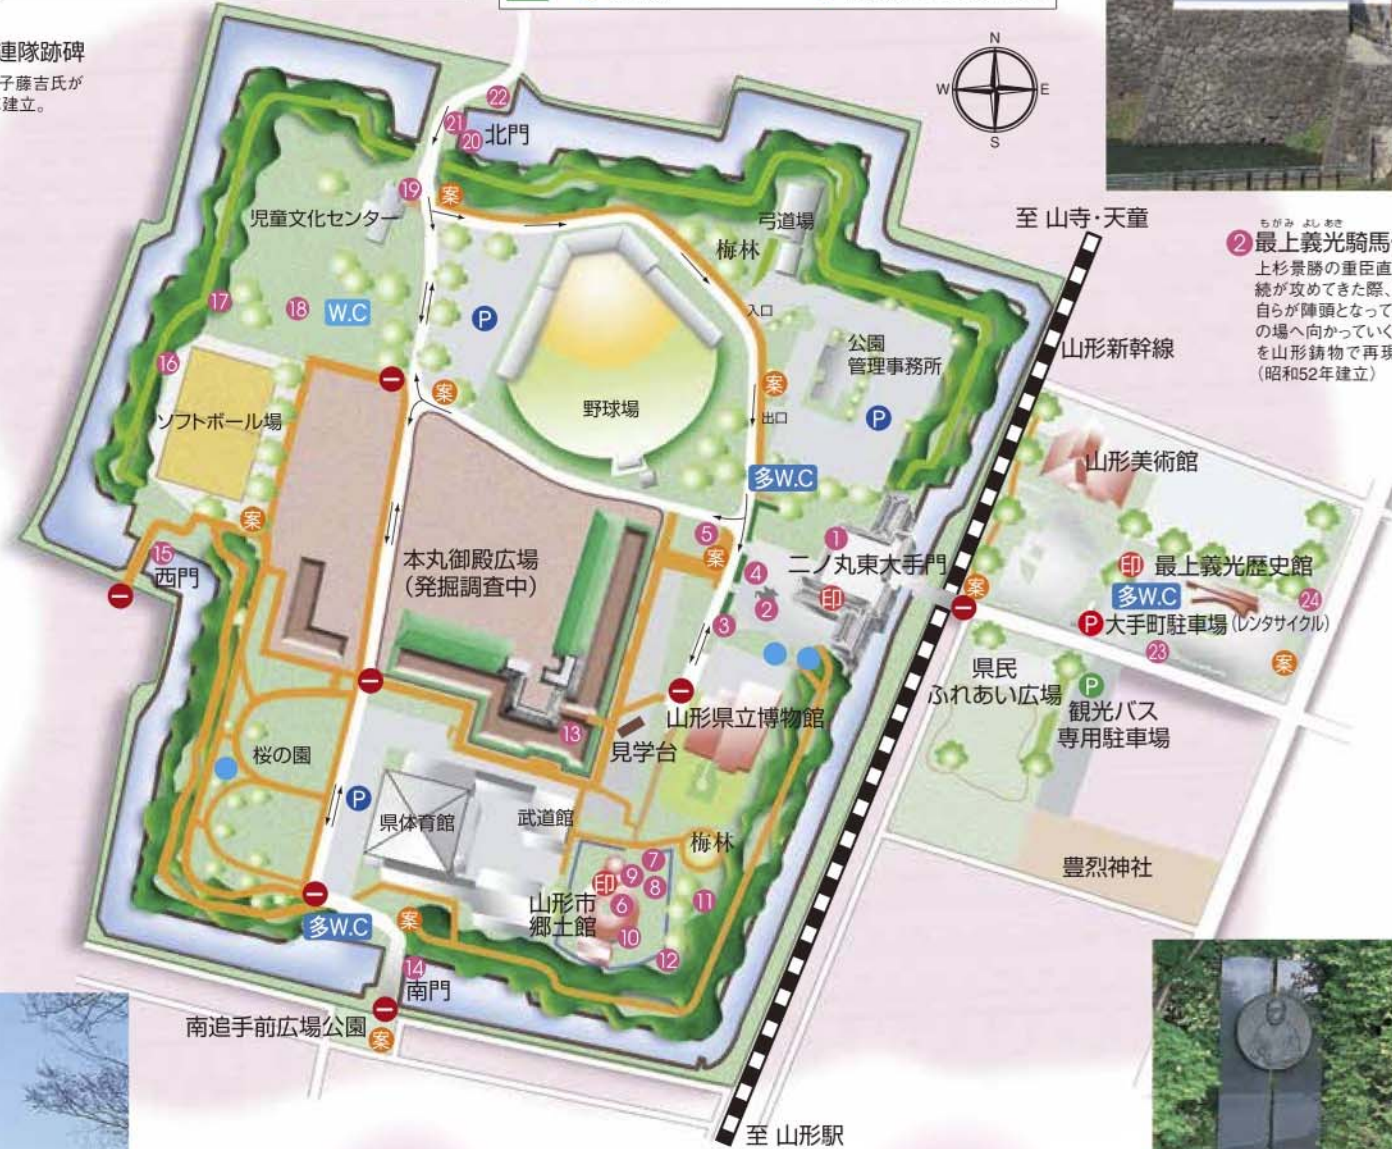 連隊跡碑
子藤吉氏が
建立。
N
W
E
S
22
21
20
北門
19
案
児童文化センター
弓道場
梅林
至 山寺・天童
もがみ よしあき
2 最上義光騎馬
上杉景勝の重臣直
続が攻めてきた際、
自らが陣頭となって
の場へ向かっていく
を山形鋳物で再現
（昭和52年建立）
17
18
W.C
P
入口
公園
管理事務所
山形新幹線
16
案
案
ソフトボール場
野球場
出口
P
多W.C
山形美術館
案
5
案
1
15
西門
本丸御殿広場
（発掘調査中）
4
二ノ丸東大手門
印
2
3
案
印
最上義光歴史館
多W.C
24
P 大手町駐車場（レンタサイクル）
23
案
県民
ふれあい広場
P
観光バス
専用駐車場
山形県立博物館
13
見学台
桜の園
P
県体育館
武道館
梅林
豊烈神社
7
9
8
印
6
11
山形市
郷土館
10
12
多W.C
案
14
南門
南追手前広場公園
案
至 山形駅